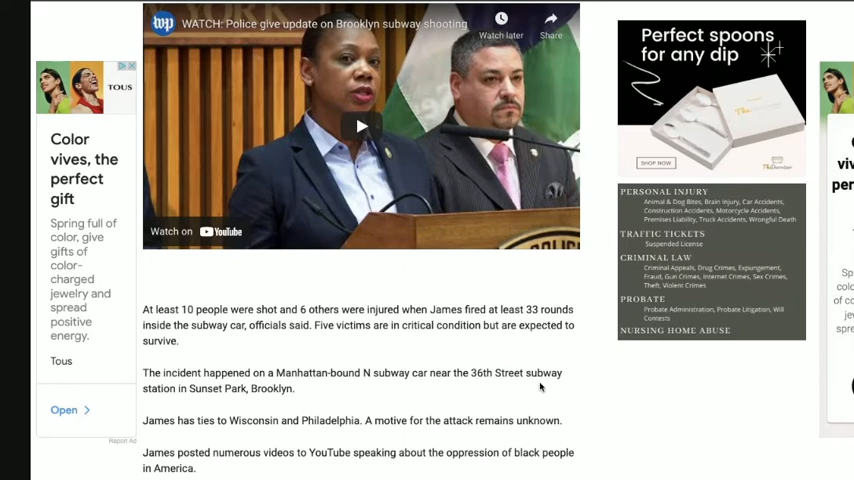 wp WATCH: Police give update on Brooklyn subway shooting
Watch later
Share
Watch on YouTube
TOUS
Color
vives, the
perfect
gift
Spring full of
color, give
gifts of
color-
charged
jewelry and
spread
positive
energy.
Tous
Open
Report Ad
At least 10 people were shot and 6 others were injured when James fired at least 33 rounds
inside the subway car, officials said. Five victims are in critical condition but are expected to
survive.
The incident happened on a Manhattan-bound N subway car near the 36th Street subway
station in Sunset Park, Brooklyn.
James has ties to Wisconsin and Philadelphia. A motive for the attack remains unknown.
James posted numerous videos to YouTube speaking about the oppression of black people
in America.
Perfect spoons
for any dip
SHOP NOW
PERSONAL INJURY
Animal & Dog Bites, Brain Injury, Car Accidents,
Construction Accidents, Motorcycle Accidents,
Premises Liability, Truck Accidents, Wrongful Death
TRAFFIC TICKETS
Suspended License
CRIMINAL LAW
Criminal Appeals, Drug Crimes, Expungement,
Fraud, Gun Crimes, Internet Crimes, Sex Crimes,
Theft, Violent Crimes
PROBATE
Probate Administration, Probate Litigation, Will
Contests
NURSING HOME ABUSE